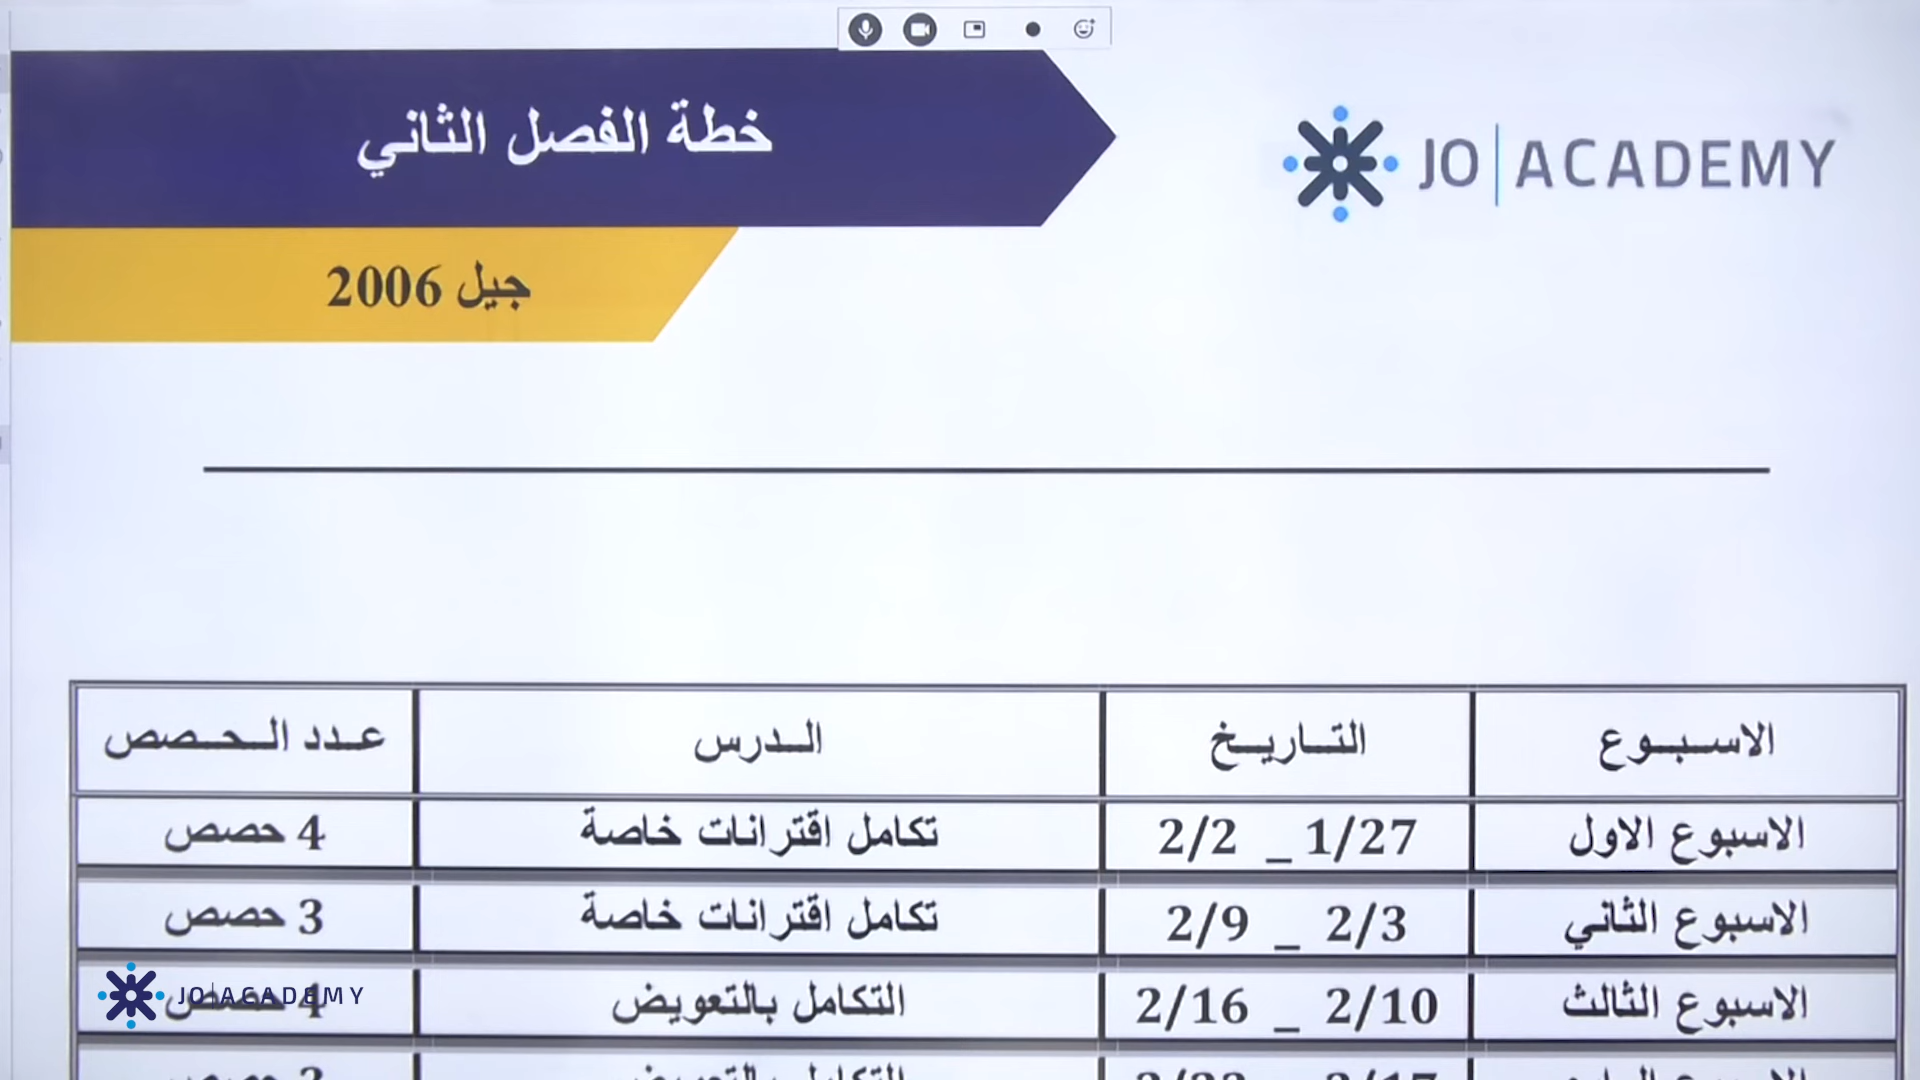 خطة الفصل الثاني
JO ACADEMY
جيل 2006
الاسبوع التاريخ الدرس عدد الحصص
الاسبوع الاول 1/27 _ 2/2 تكامل اقترانات خاصة 4 حصص
الاسبوع الثاني 2/3 _ 2/9 تكامل اقترانات خاصة 3 حصص
الاسبوع الثالث 2/10 _ 2/16 التكامل بالتعويض 4 حصص
JO ACADEMY